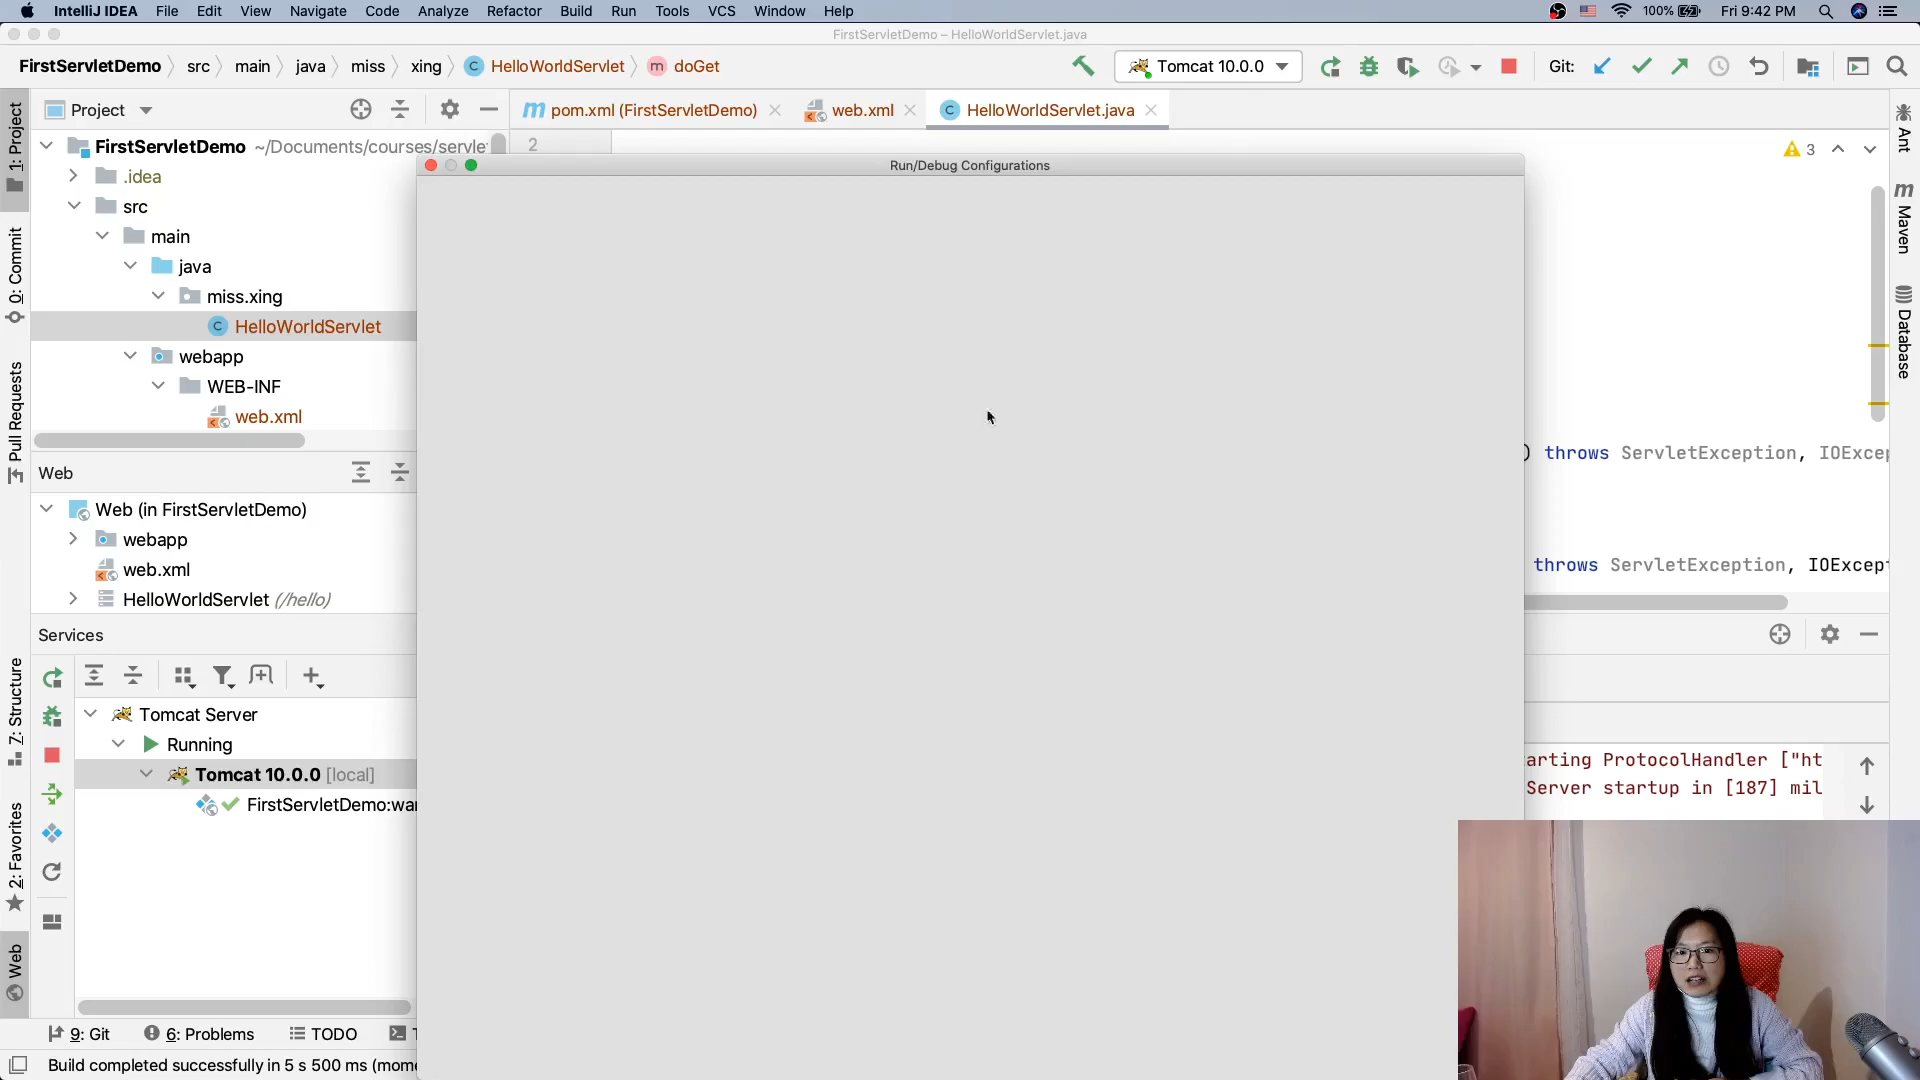 IntelliJ IDEA File Edit View Navigate Code Analyze Refactor Build Run Tools VCS Window Help 100% Fri 9:42 PM
FirstServletDemo – HelloWorldServlet.java
FirstServletDemo src main java miss xing C HelloWorldServlet m doGet Tomcat 10.0.0 Git:
Project m pom.xml (FirstServletDemo) web.xml C HelloWorldServlet.java
FirstServletDemo ~/Documents/courses/servle 2
3
Run/Debug Configurations
.idea
src
main
java
miss.xing
C HelloWorldServlet
webapp
WEB-INF
web.xml
) throws ServletException, IOExcep
throws ServletException, IOExcept
Web
Web (in FirstServletDemo)
webapp
web.xml
HelloWorldServlet (/hello)
Services
Tomcat Server
Running
Tomcat 10.0.0 [local]
FirstServletDemo:wa
arting ProtocolHandler ["ht
Server startup in [187] mil
9: Git 6: Problems TODO
Build completed successfully in 5 s 500 ms (mome
1: Project
0: Commit
Pull Requests
7: Structure
2: Favorites
Web
Ant
m Maven
Database